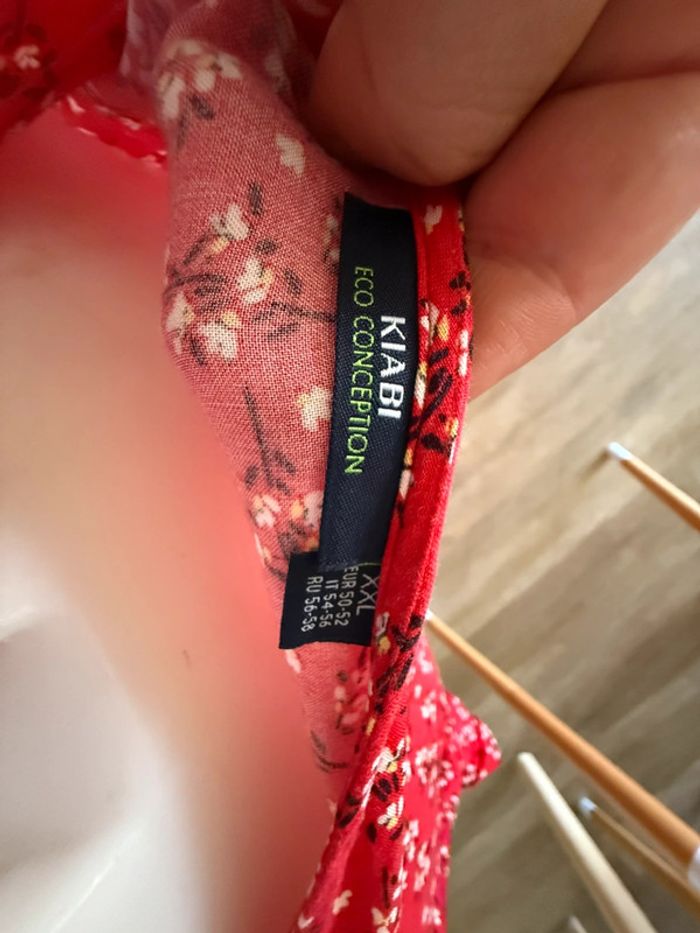 KIABI
ECO CONCEPTION
XXL
EUR 50-52
IT 54-56
RU 56-58